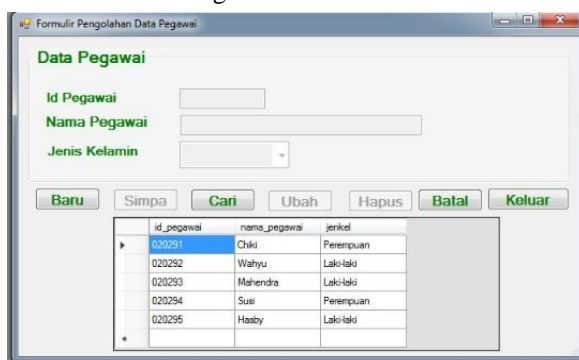 Formulir Pengolahan Data Pegawai
Data Pegawai
Id Pegawai
Nama Pegawai
Jenis Kelamin
Baru Simpa Cari Ubah Hapus Batal Keluar
id_pegawai nama_pegawai jenkel
020291 Chiki Perempuan
020292 Wahyu Laki-laki
020293 Mahendra Laki-laki
020294 Susi Perempuan
020295 Hasby Laki-laki